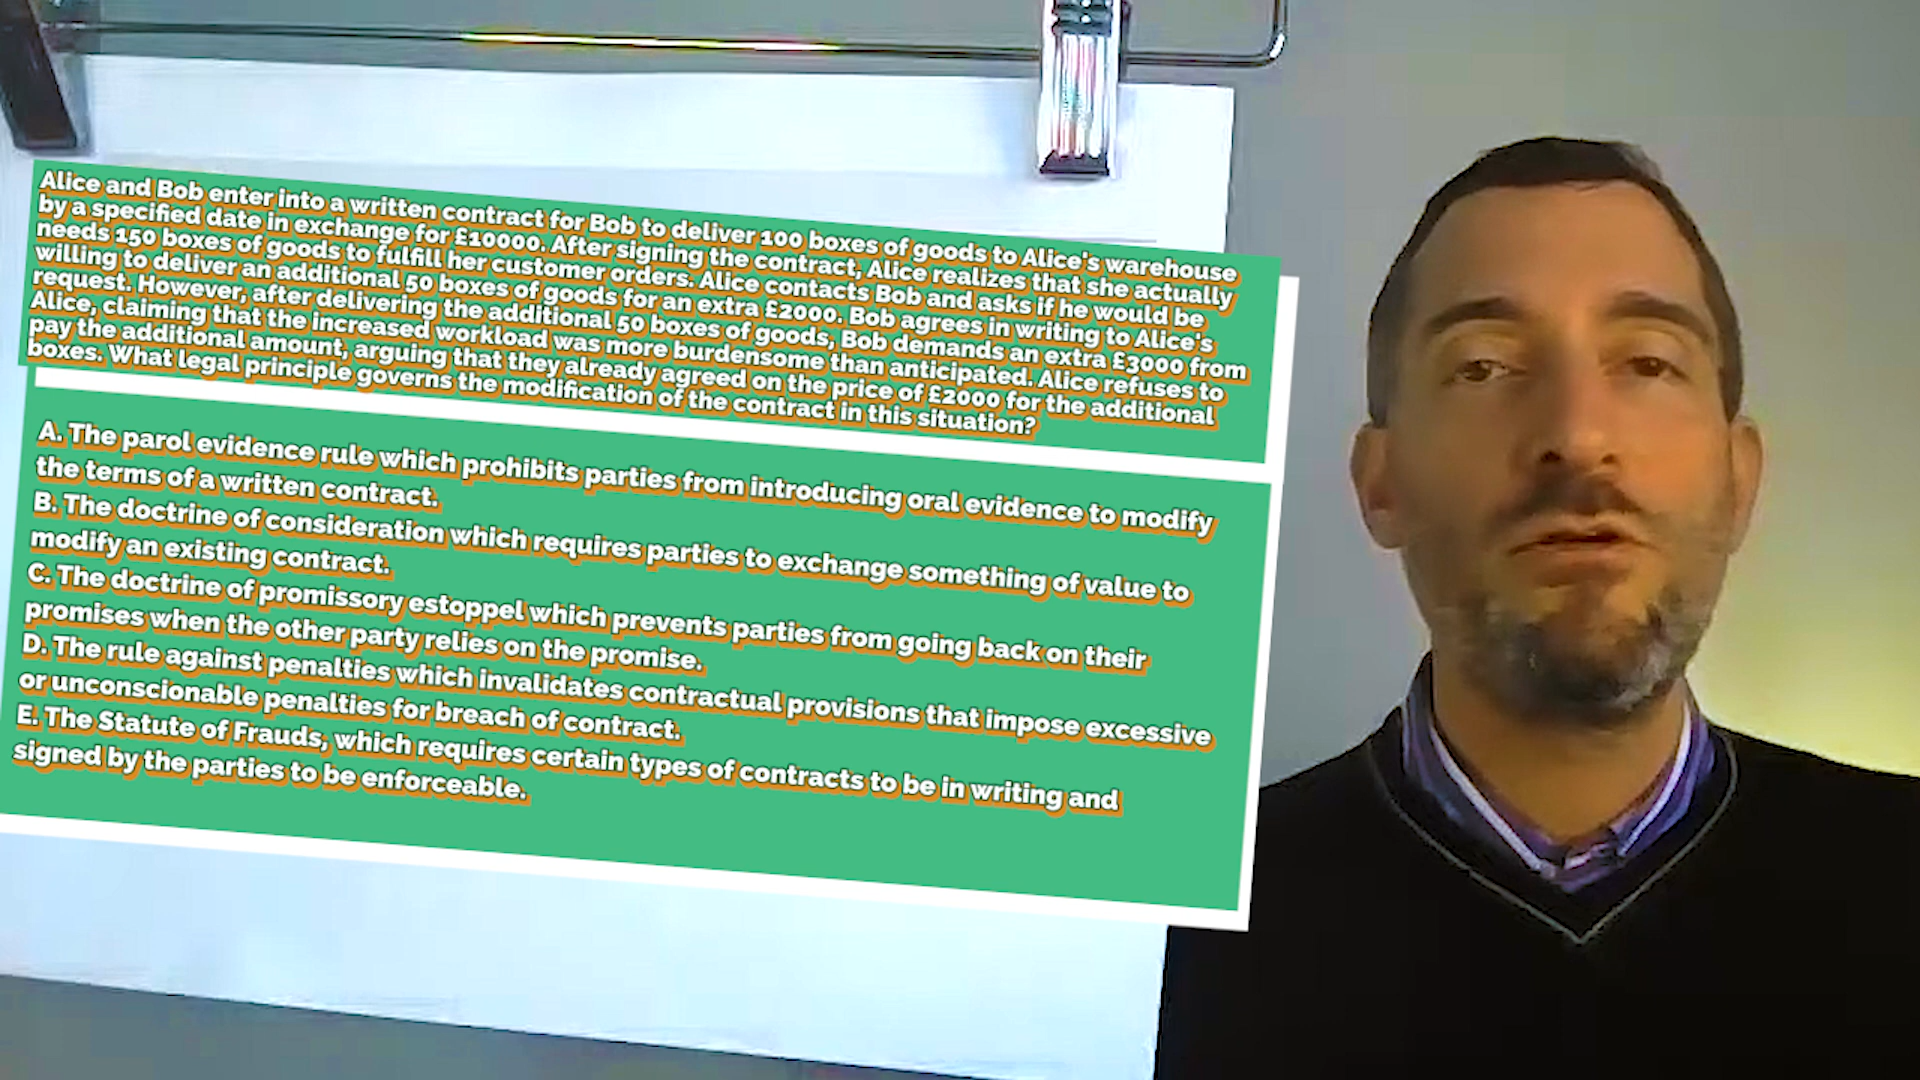 Alice and Bob enter into a written contract for Bob to deliver 100 boxes of goods to Alice's warehouse
by a specified date in exchange for £10000. After signing the contract, Alice realizes that she actually
needs 150 boxes of goods to fulfill her customer orders. Alice contacts Bob and asks if he would be
willing to deliver an additional 50 boxes of goods for an extra £2000. Bob agrees in writing to Alice's
request. However, after delivering the additional 50 boxes of goods, Bob demands an extra £3000 from
Alice, claiming that the increased workload was more burdensome than anticipated. Alice refuses to
pay the additional amount, arguing that they already agreed on the price of £2000 for the additional
boxes. What legal principle governs the modification of the contract in this situation?
A. The parol evidence rule which prohibits parties from introducing oral evidence to modify
the terms of a written contract.
B. The doctrine of consideration which requires parties to exchange something of value to
modify an existing contract.
C. The doctrine of promissory estoppel which prevents parties from going back on their
promises when the other party relies on the promise.
D. The rule against penalties which invalidates contractual provisions that impose excessive
or unconscionable penalties for breach of contract.
E. The Statute of Frauds, which requires certain types of contracts to be in writing and
signed by the parties to be enforceable.